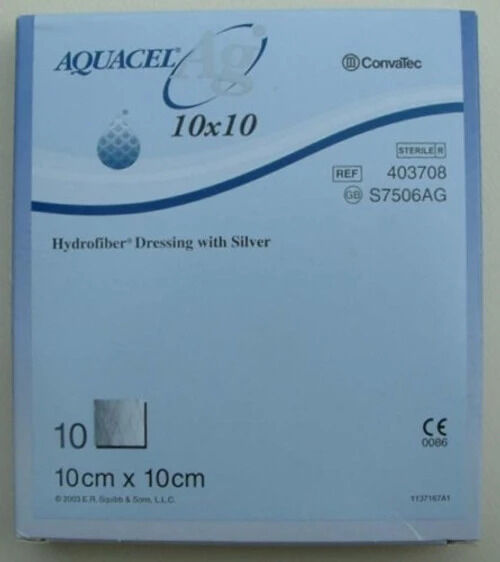 AQUACEL® Ag
ConvaTec
10x10
STERILE R
REF 403708
GB S7506AG
Hydrofiber® Dressing with Silver
10
CE
0086
10cm x 10cm
© 2003 E.R. Squibb & Sons, L.L.C.
1137167A1